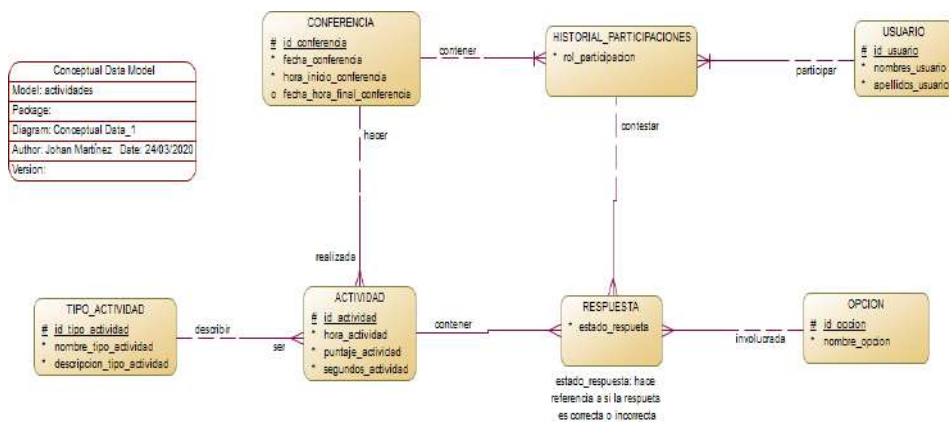 CONFERENCIA
# id_conferencia
* fecha_conferencia
* hora_inicio_conferencia
o fecha_hora_final_conferencia
contener
HISTORIAL_PARTICIPACIONES
* rol_participacion
participar
USUARIO
# id_usuario
* nombres_usuario
* apellidos_usuario
Conceptual Data Model
Model: actividades
Package:
Diagram: Conceptual Data_1
Author: Johan Martínez Date: 24/03/2020
Version:
hacer
contestar
realizada
TIPO_ACTIVIDAD
# id_tipo_actividad
* nombre_tipo_actividad
* descripcion_tipo_actividad
describir
ser
ACTIVIDAD
# id_actividad
* hora_actividad
* puntaje_actividad
* segundos_actividad
contener
RESPUESTA
* estado_respueta
involucrada
OPCION
# id_opcion
* nombre_opcion
estado_respuesta: hace
referencia a si la respueta
es correcta o incorrecta